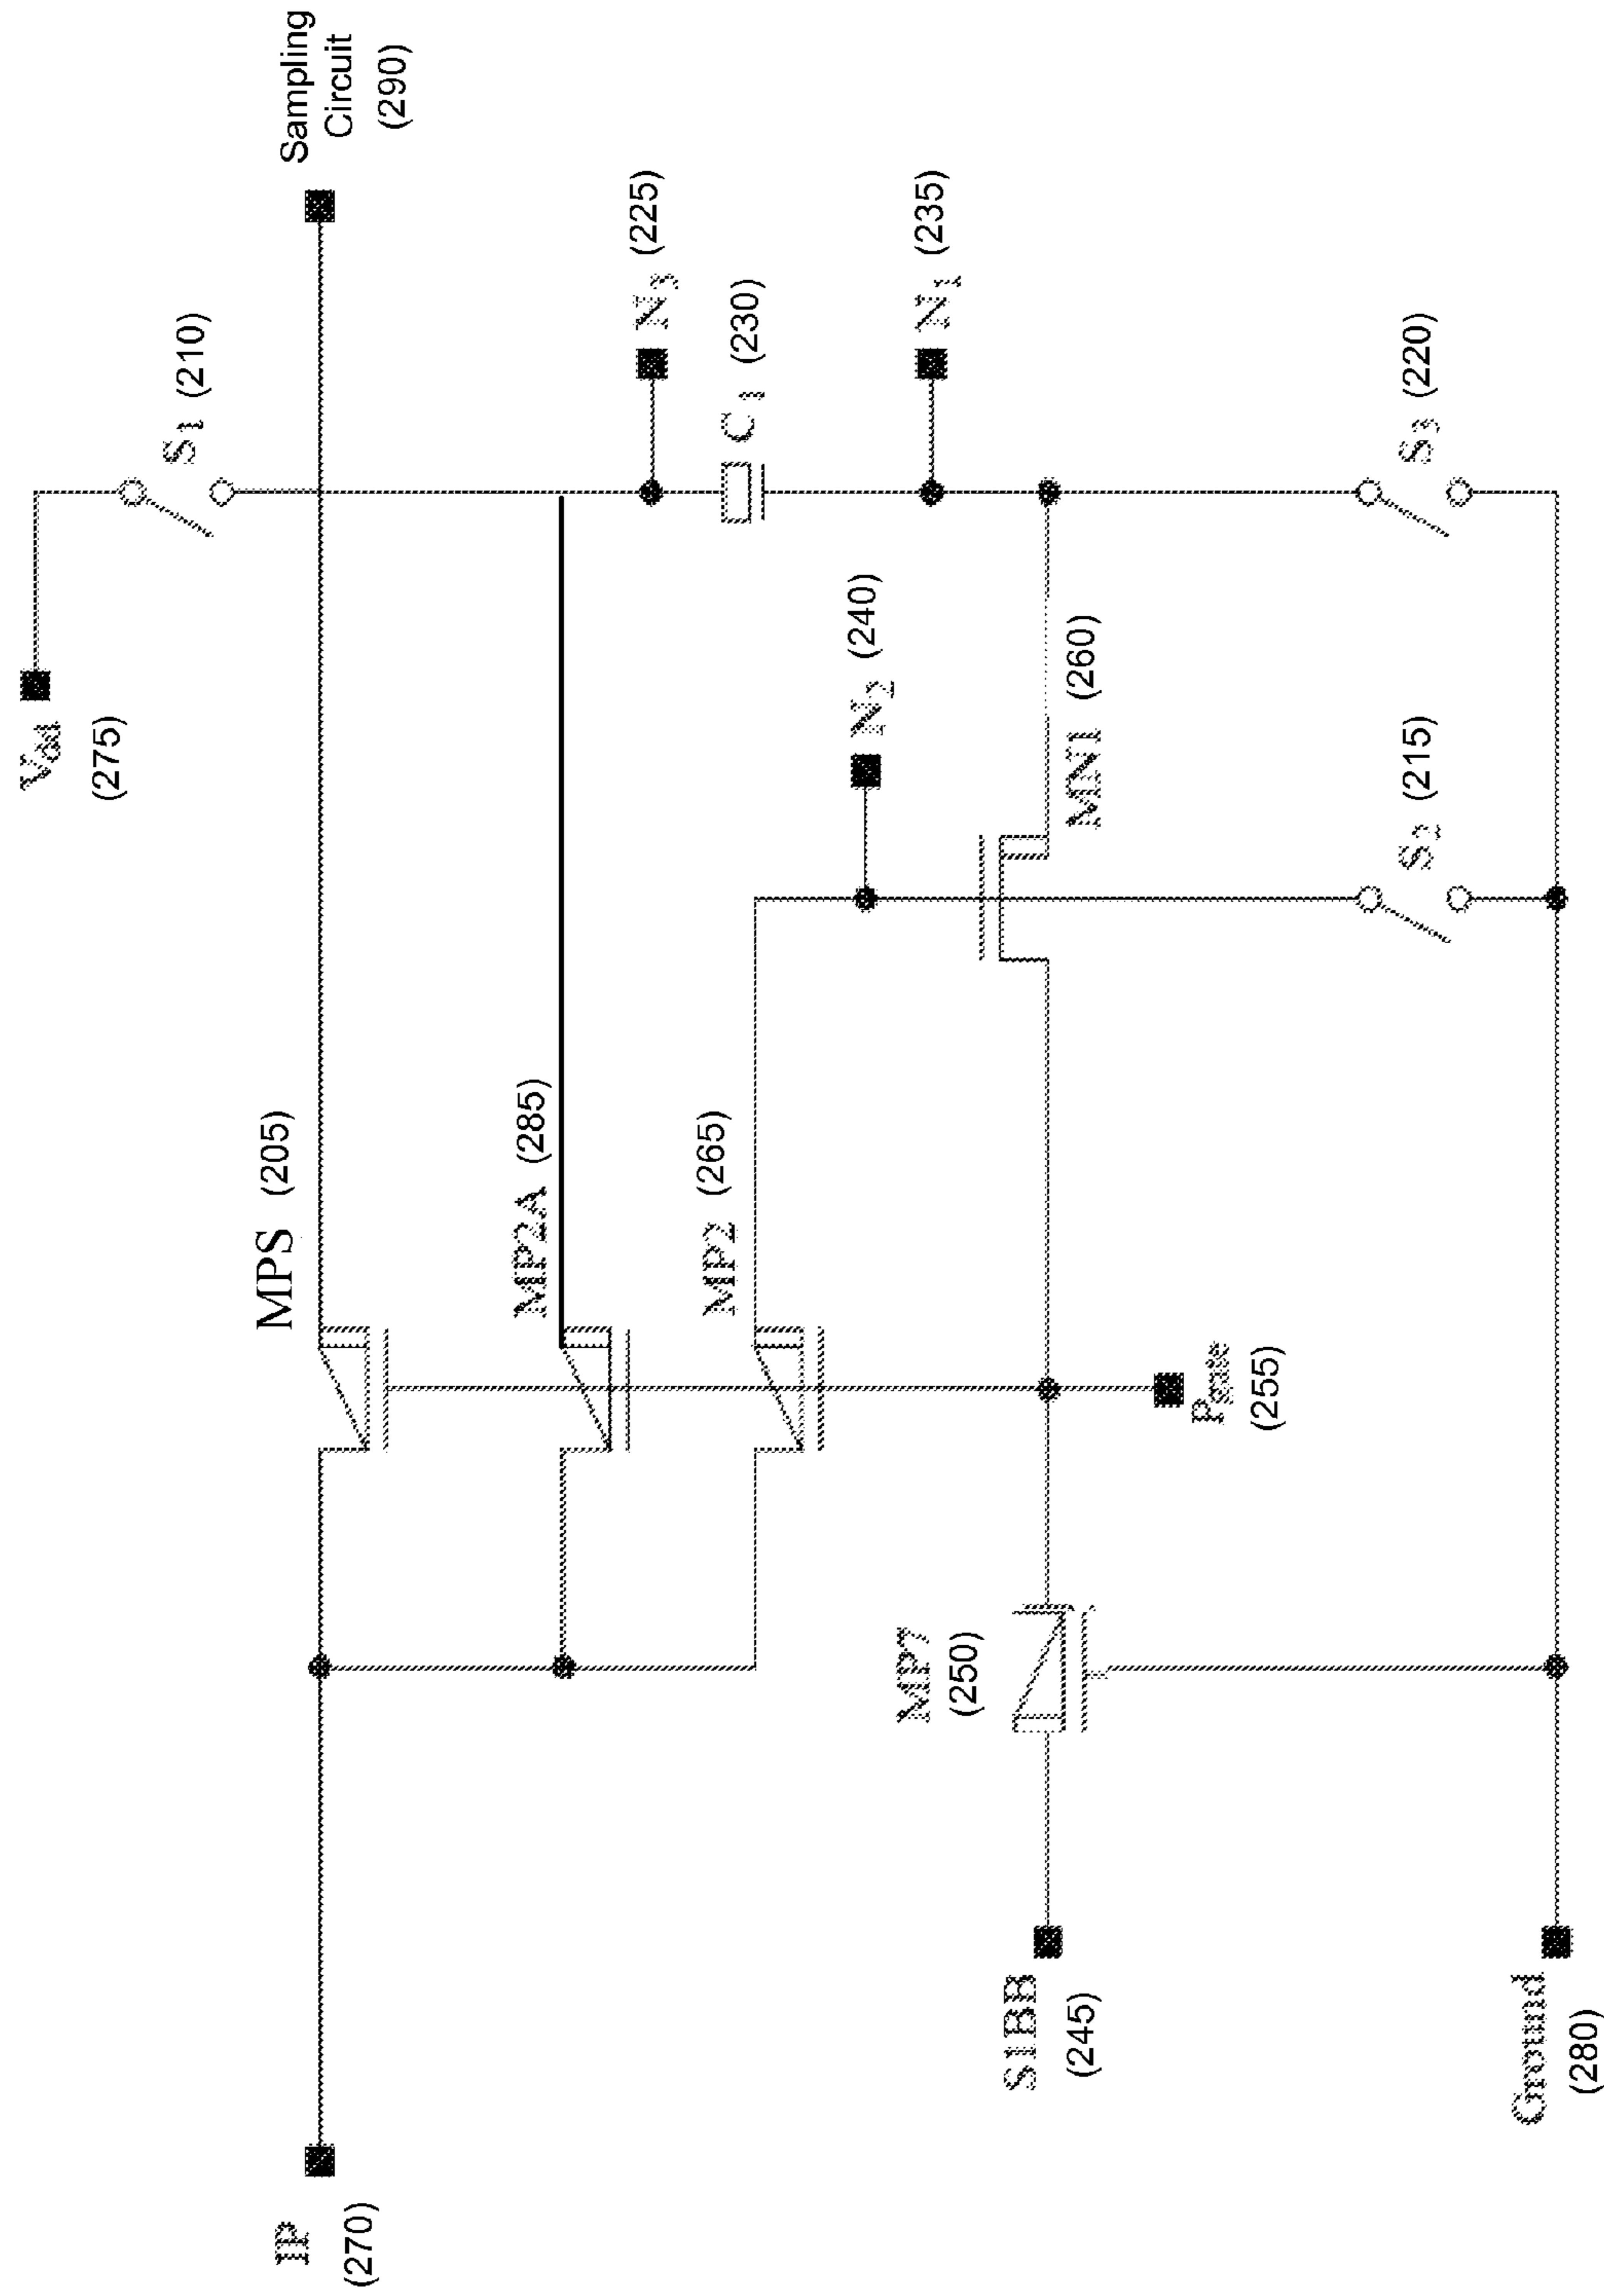 Vdd
(275)
S1 (210)
Sampling
Circuit
(290)
MPS (205)
MP2A (285)
MP2 (265)
N3 (225)
C1 (230)
N1 (235)
N2 (240)
MN1 (260)
S2 (215)
S3 (220)
Pgate
(255)
MP7
(250)
S1BB
(245)
IP
(270)
Ground
(280)